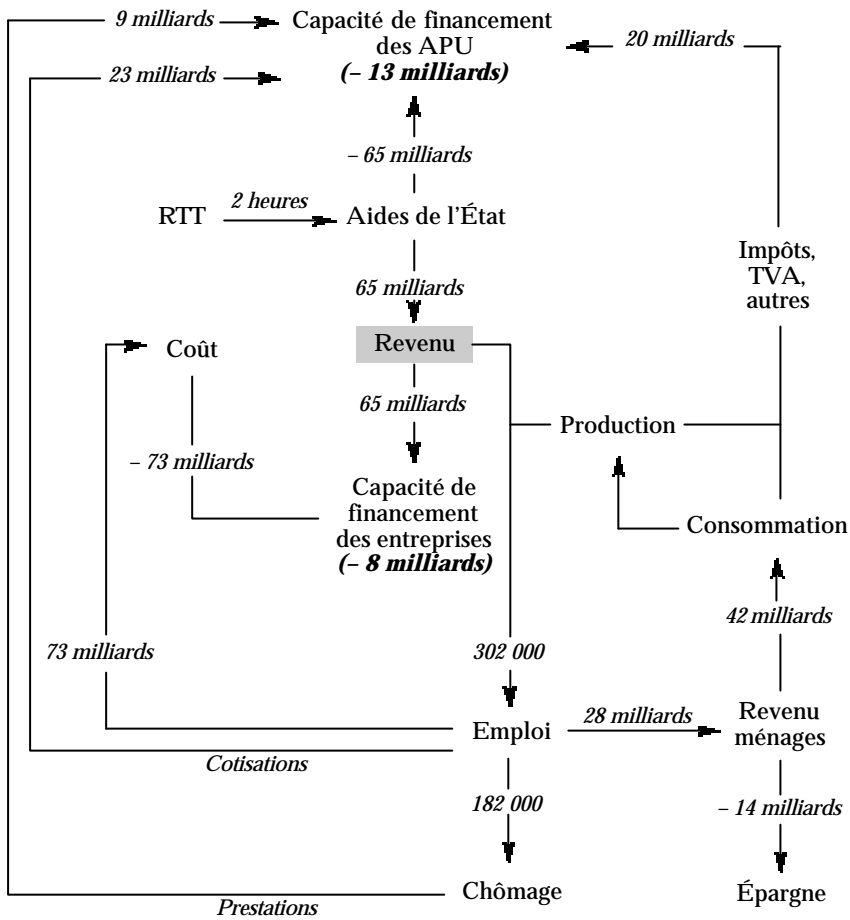 9 milliards
Capacité de financement
des APU
(– 13 milliards)
20 milliards
23 milliards
– 65 milliards
RTT
2 heures
Aides de l'État
Impôts,
TVA,
autres
65 milliards
Coût
Revenu
65 milliards
Production
– 73 milliards
Capacité de
financement
des entreprises
(– 8 milliards)
Consommation
42 milliards
73 milliards
302 000
Emploi
28 milliards
Revenu
ménages
Cotisations
182 000
– 14 milliards
Chômage
Épargne
Prestations